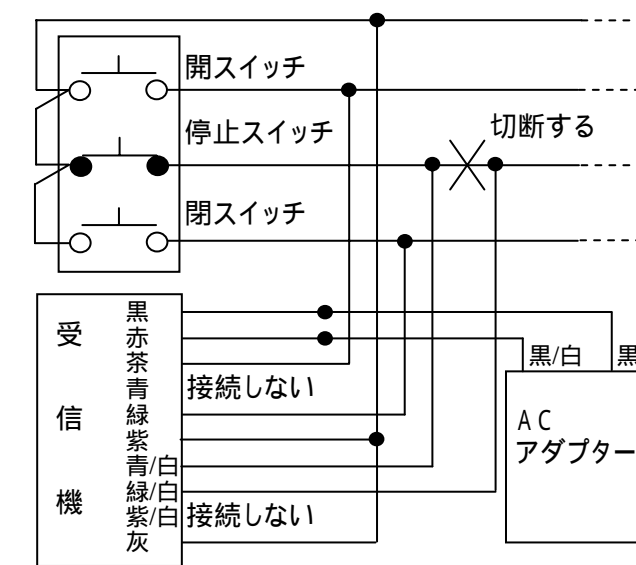 開スイッチ
停止スイッチ
切断する
閉スイッチ
受信機
黒
赤
茶
青 接続しない
緑
紫
青/白
緑/白
紫/白 接続しない
灰
黒/白
黒
AC
アダプター